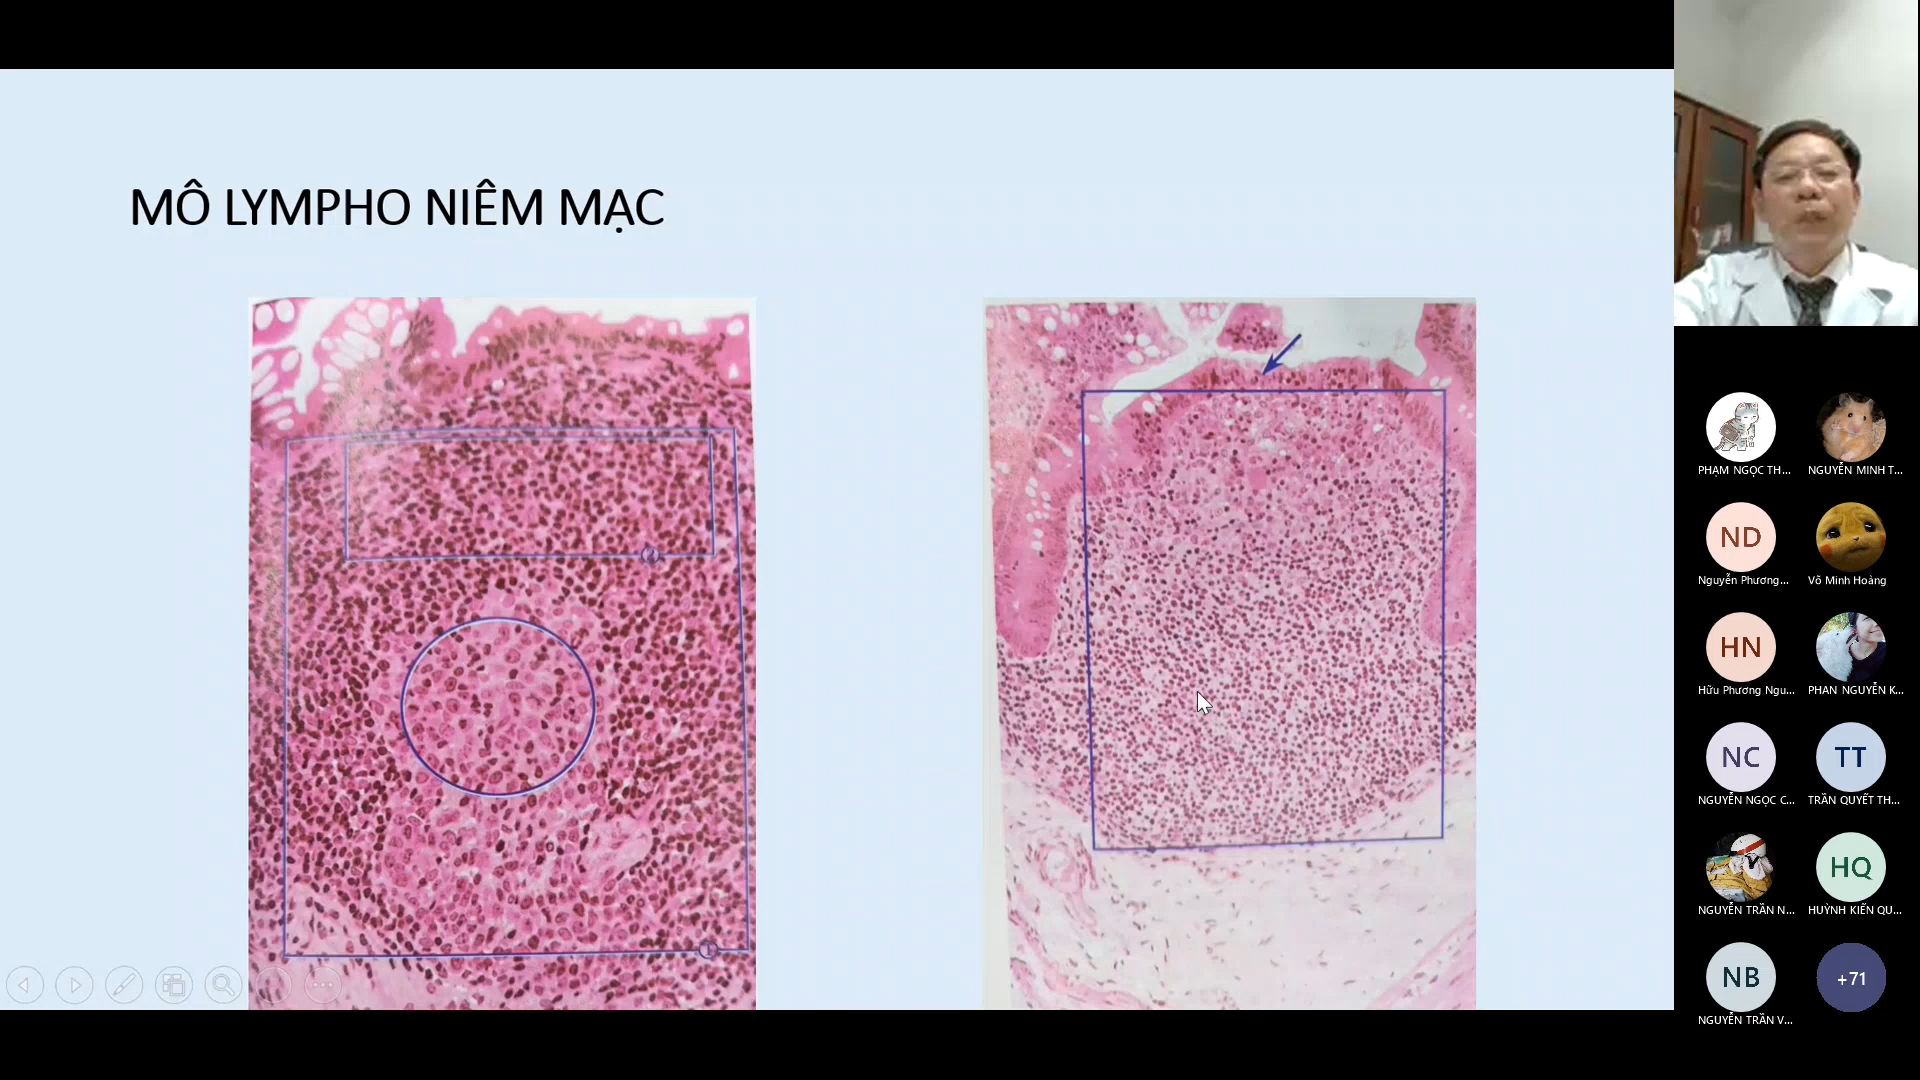 MÔ LYMPHO NIÊM MẠC
2
1
PHẠM NGỌC TH...
NGUYỄN MINH T...
ND
Nguyễn Phương...
Võ Minh Hoàng
HN
Hữu Phương Ngu...
PHAN NGUYỄN K...
NC
TT
NGUYỄN NGỌC C...
TRẦN QUYẾT TH...
HQ
NGUYỄN TRẦN N...
HUỲNH KIẾN QU...
NB
+71
NGUYỄN TRẦN V...